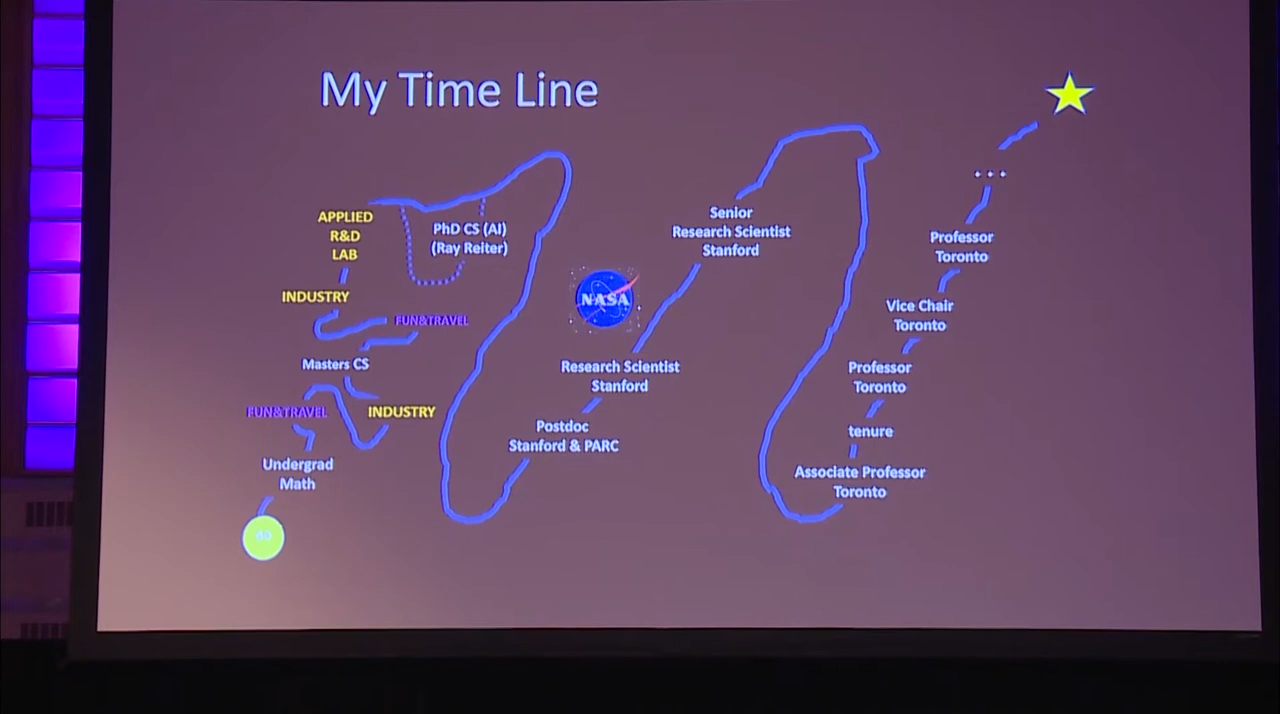 My Time Line
APPLIED
R&D
LAB
PhD CS (AI)
(Ray Reiter)
INDUSTRY
FUN&TRAVEL
Masters CS
FUN&TRAVEL
INDUSTRY
Undergrad
Math
NASA
Senior
Research Scientist
Stanford
Research Scientist
Stanford
Postdoc
Stanford & PARC
...
Professor
Toronto
Vice Chair
Toronto
Professor
Toronto
tenure
Associate Professor
Toronto